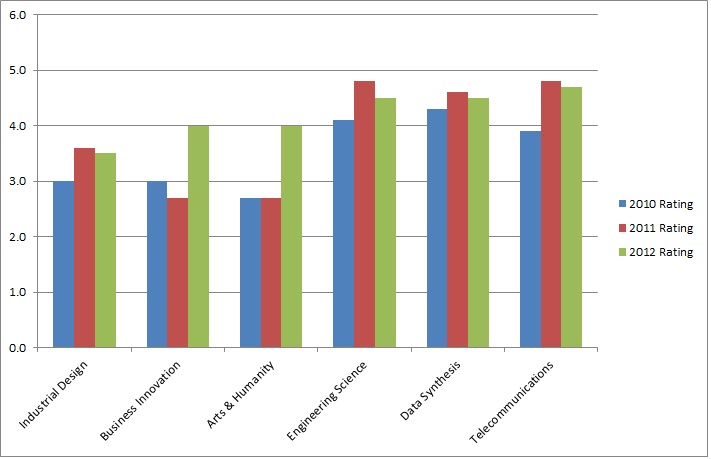 6.0
5.0
4.0
3.0
2.0
1.0
0.0
Industrial Design
Business Innovation
Arts & Humanity
Engineering Science
Data Synthesis
Telecommunications
2010 Rating
2011 Rating
2012 Rating